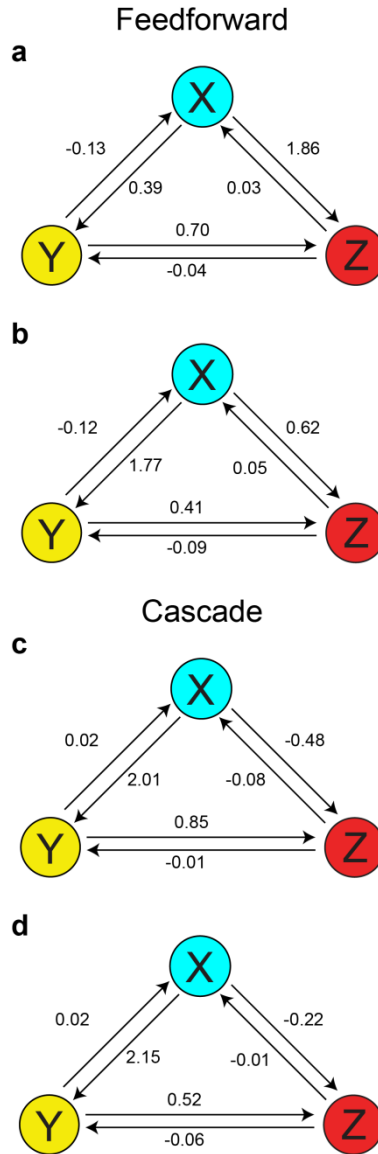 Feedforward
a
X
-0.13
1.86
0.39
0.03
Y
0.70
Z
-0.04
b
X
-0.12
0.62
1.77
0.05
Y
0.41
Z
-0.09
Cascade
c
X
0.02
-0.48
2.01
-0.08
Y
0.85
Z
-0.01
d
X
0.02
-0.22
2.15
-0.01
Y
0.52
Z
-0.06